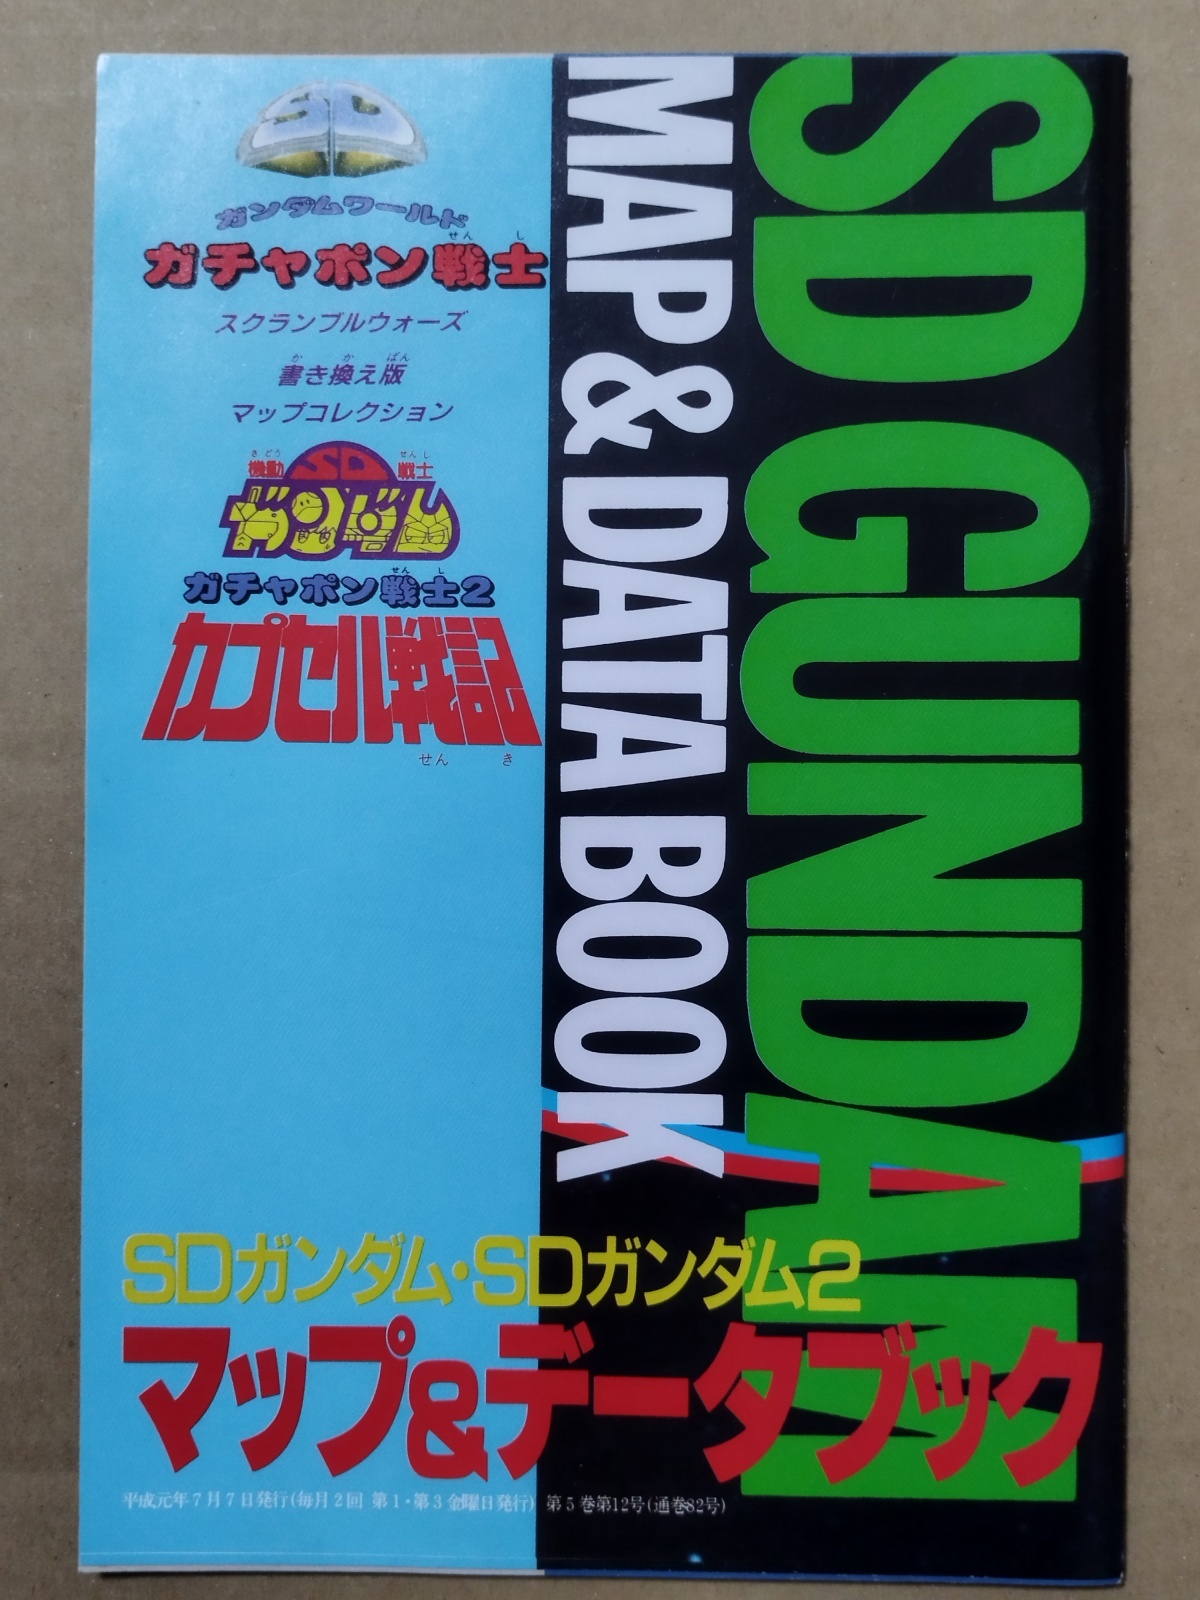 SD
ガンダムワールド
せん し
ガチャポン戦士
スクランブルウォーズ
か か ばん
書き換え版
マップコレクション
きどう せんし
機動 SD 戦士
ガンダム
せん し
ガチャポン戦士2
カプセル戦記
せん き
SD GUNDAM
MAP & DATA BOOK
SDガンダム・SDガンダム2
マップ&データブック
平成元年7月7日発行(毎月2回 第1・第3金曜日発行) 第5巻第12号(通巻82号)